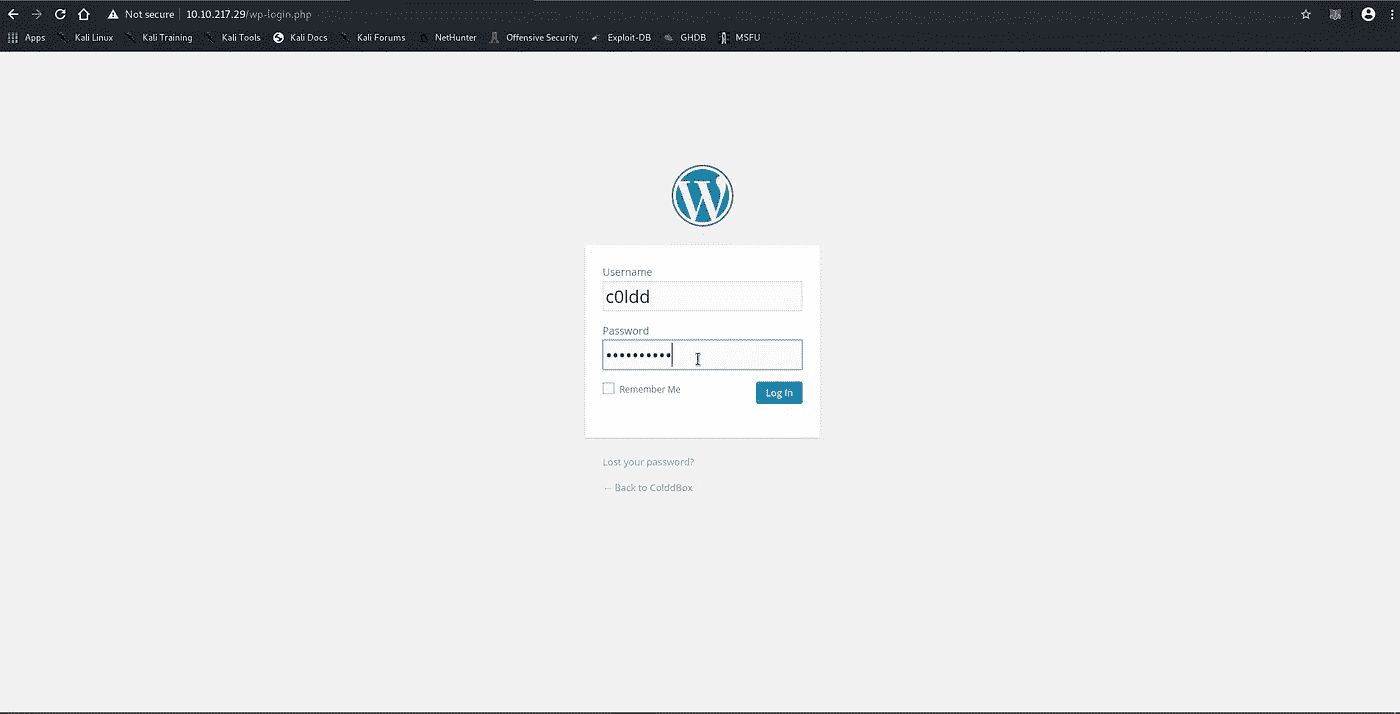 Not secure 10.10.217.29/wp-login.php
Apps Kali Linux Kali Training Kali Tools Kali Docs Kali Forums NetHunter Offensive Security Exploit-DB GHDB MSFU
Username
c0ldd
Password
••••••••••
Remember Me Log In
Lost your password?
← Back to ColddBox